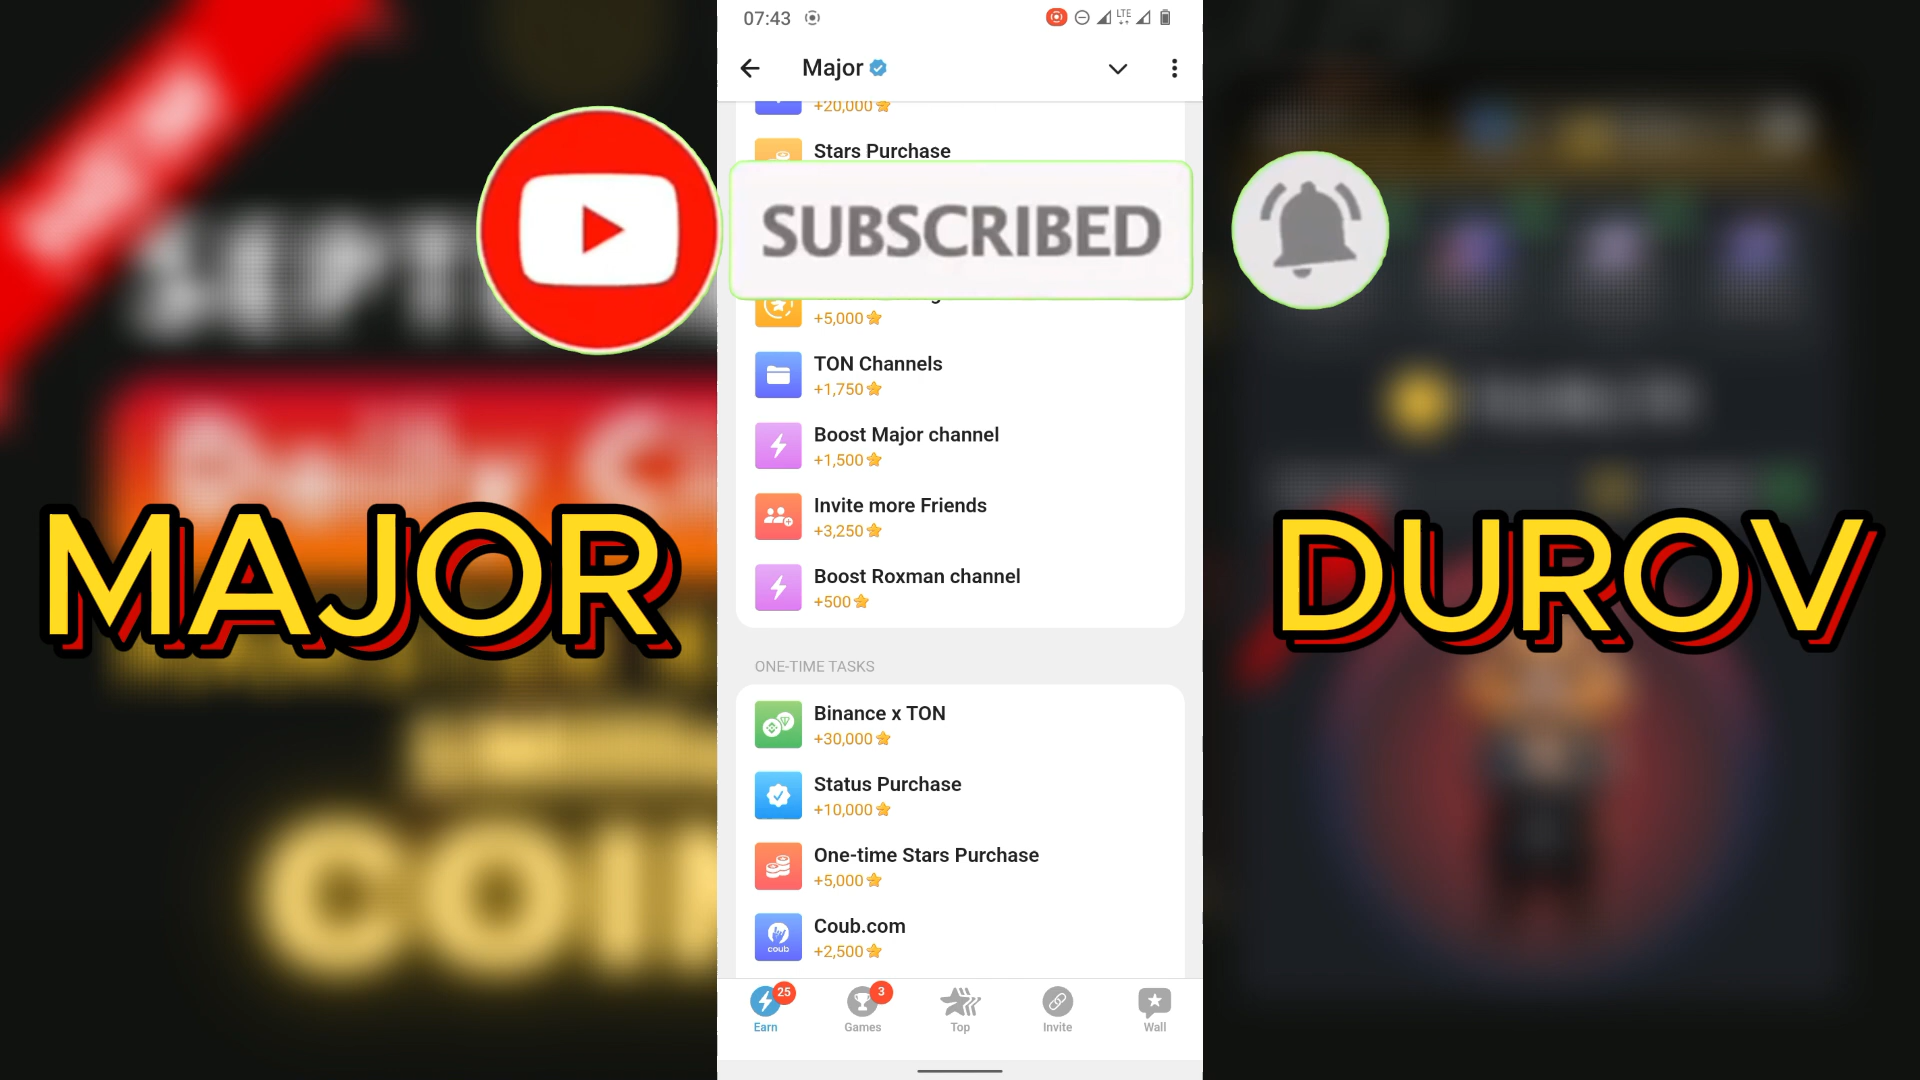 07:43
LTE
Major
+20,000
Stars Purchase
SUBSCRIBED
+5,000
TON Channels
+1,750
Boost Major channel
+1,500
Invite more Friends
+3,250
Boost Roxman channel
+500
MAJOR
DUROV
ONE-TIME TASKS
Binance x TON
+30,000
Status Purchase
+10,000
One-time Stars Purchase
+5,000
Coub.com
+2,500
coub
COIN
25
3
Earn
Games
Top
Invite
Wall